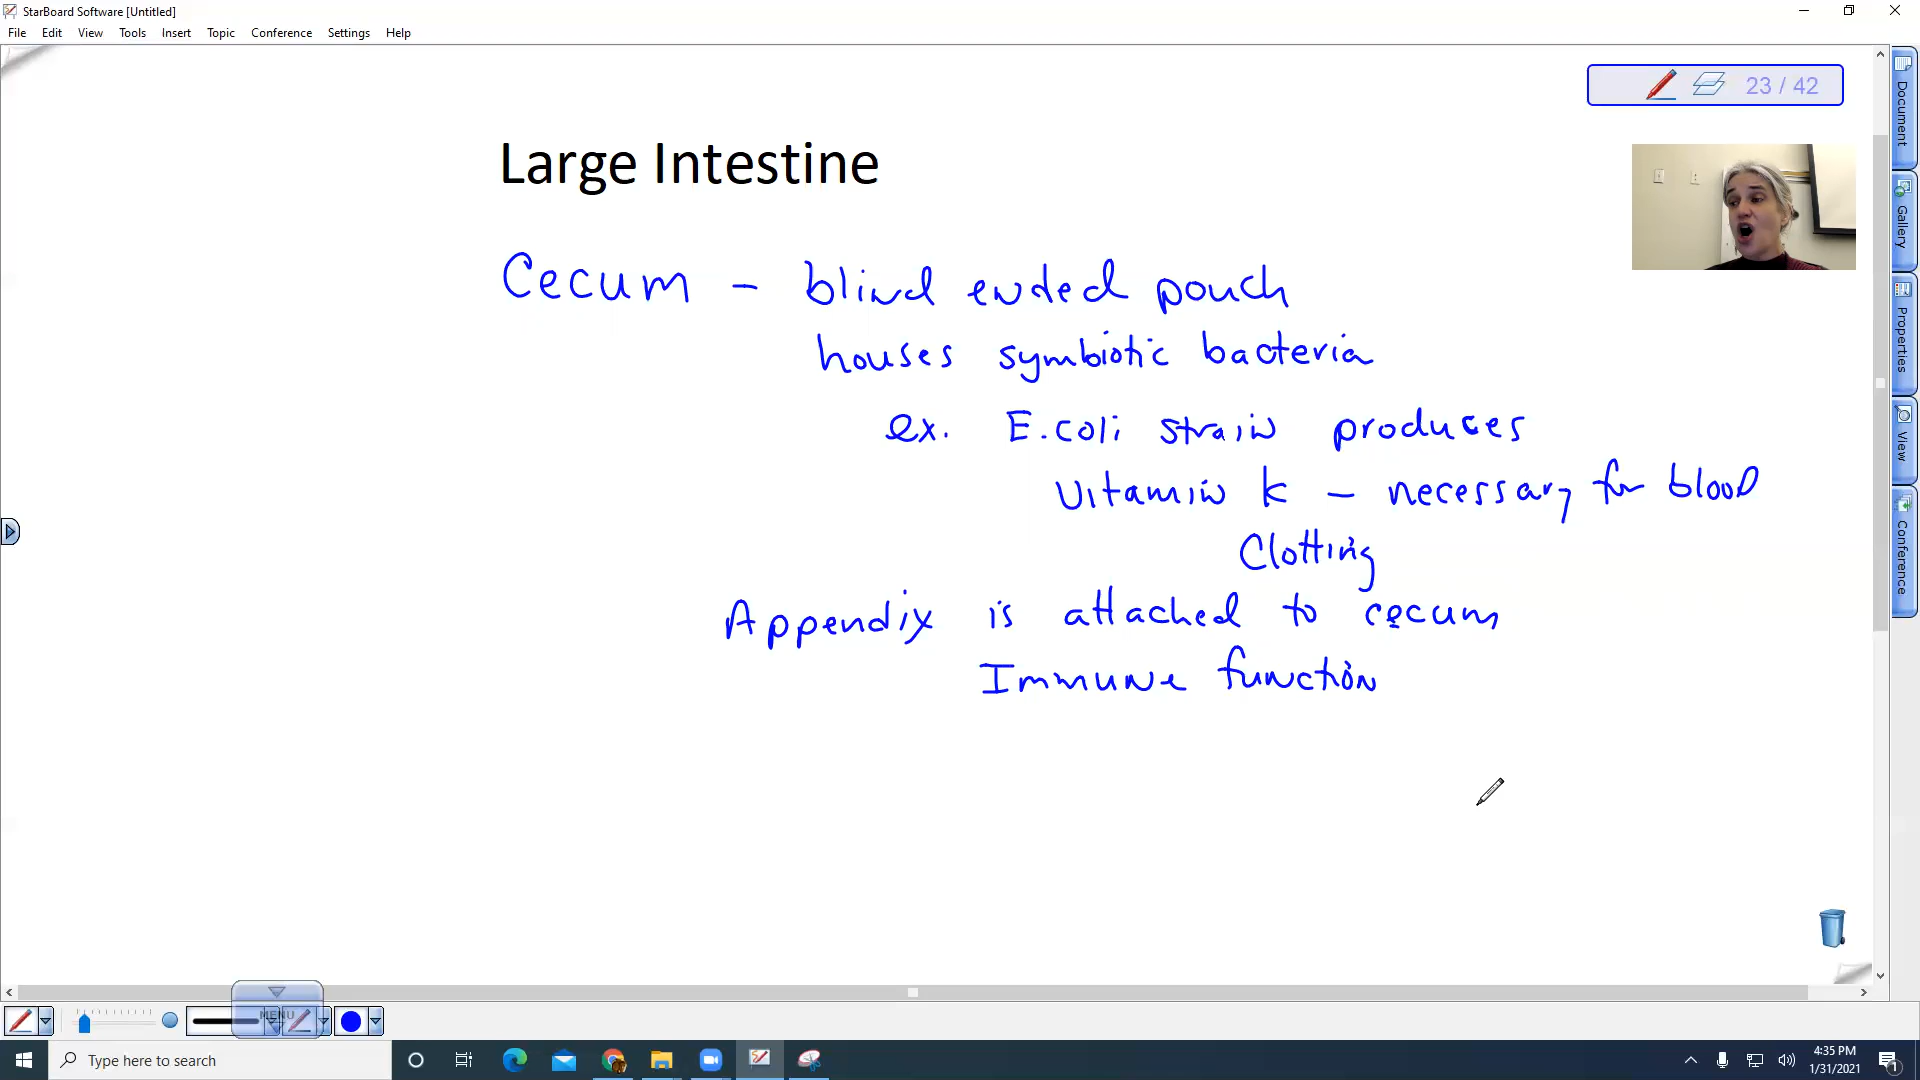 StarBoard Software [Untitled]
File Edit View Tools Insert Topic Conference Settings Help
23 / 42
Document
Gallery
Properties
View
Conference
Large Intestine
Cecum - blind ended pouch
houses symbiotic bacteria
ex. E.coli strain produces
Vitamin K - necessary for blood
Clotting
Appendix is attached to cecum
Immune function
MENU
Type here to search
4:35 PM
1/31/2021
1